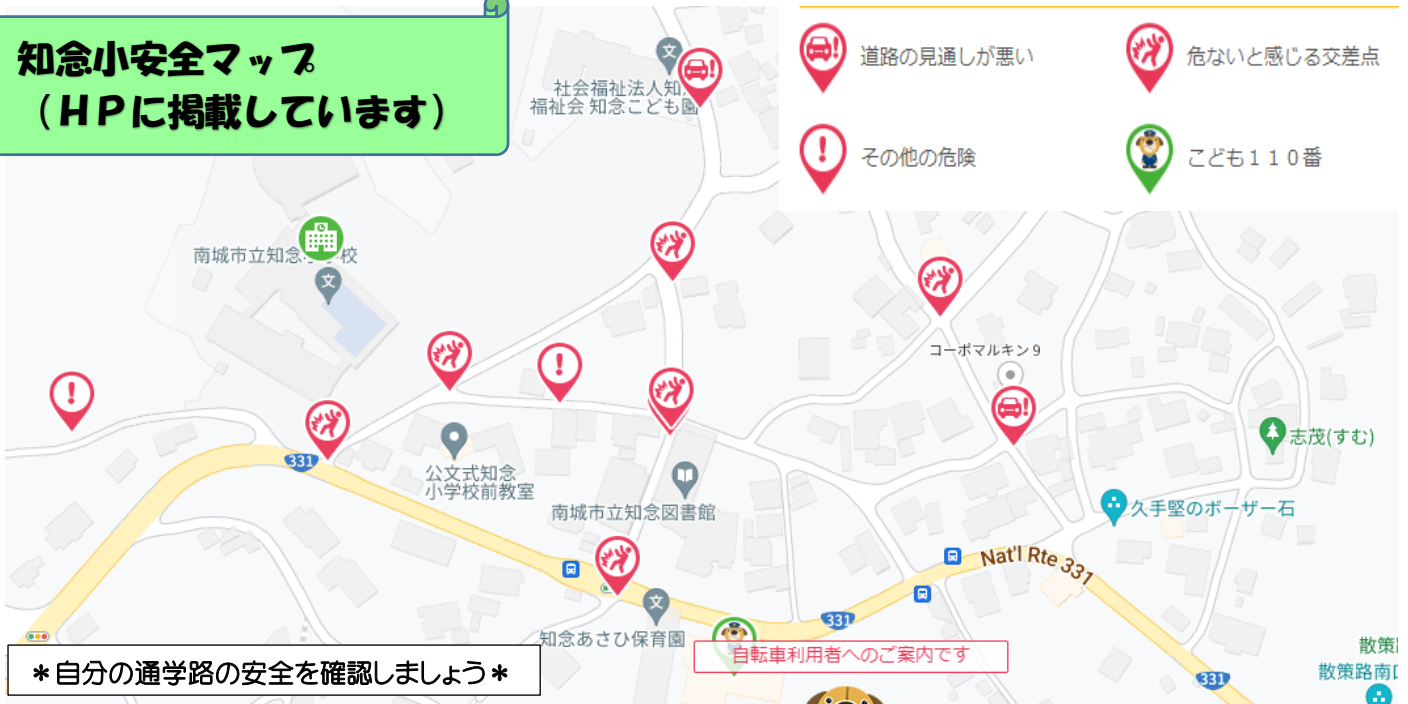 知念小安全マップ
（ＨＰに掲載しています）
道路の見通しが悪い
危ないと感じる交差点
その他の危険
こども１１０番
文
社会福祉法人知
福祉会 知念こども園
南城市立知念
校
文
コーポマルキン9
志茂(すむ)
331
公文式知念
小学校前教室
南城市立知念図書館
久手堅のボーザー石
Nat'l Rte 331
文
知念あさひ保育園
331
自転車利用者へのご案内です
＊自分の通学路の安全を確認しましょう＊
散策
散策路南
331